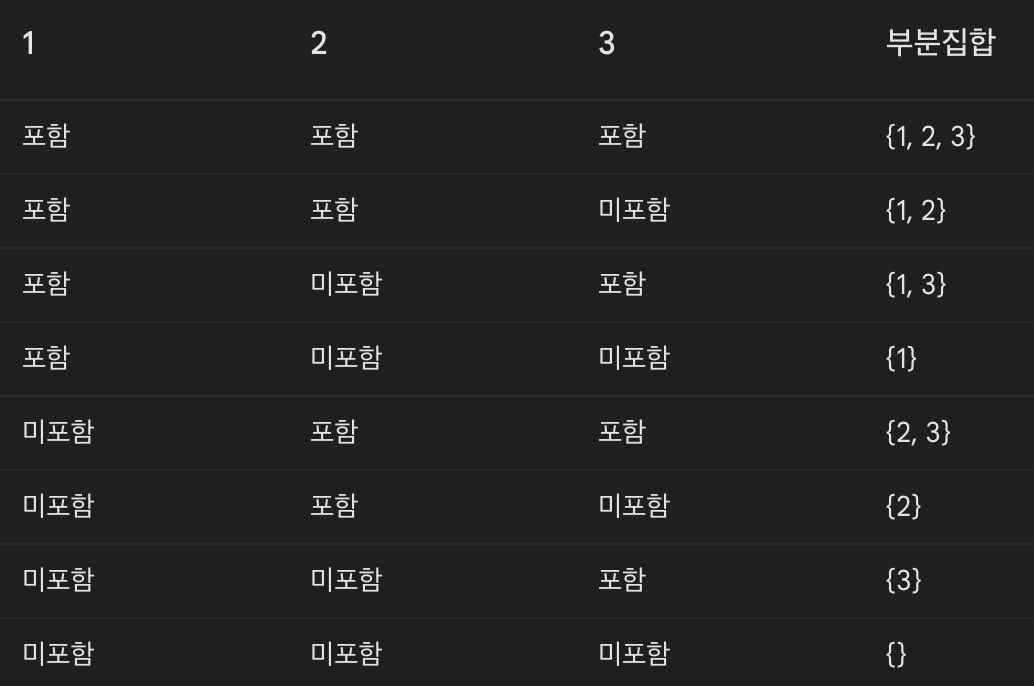 1 2 3 부분집합
포함 포함 포함 {1, 2, 3}
포함 포함 미포함 {1, 2}
포함 미포함 포함 {1, 3}
포함 미포함 미포함 {1}
미포함 포함 포함 {2, 3}
미포함 포함 미포함 {2}
미포함 미포함 포함 {3}
미포함 미포함 미포함 {}